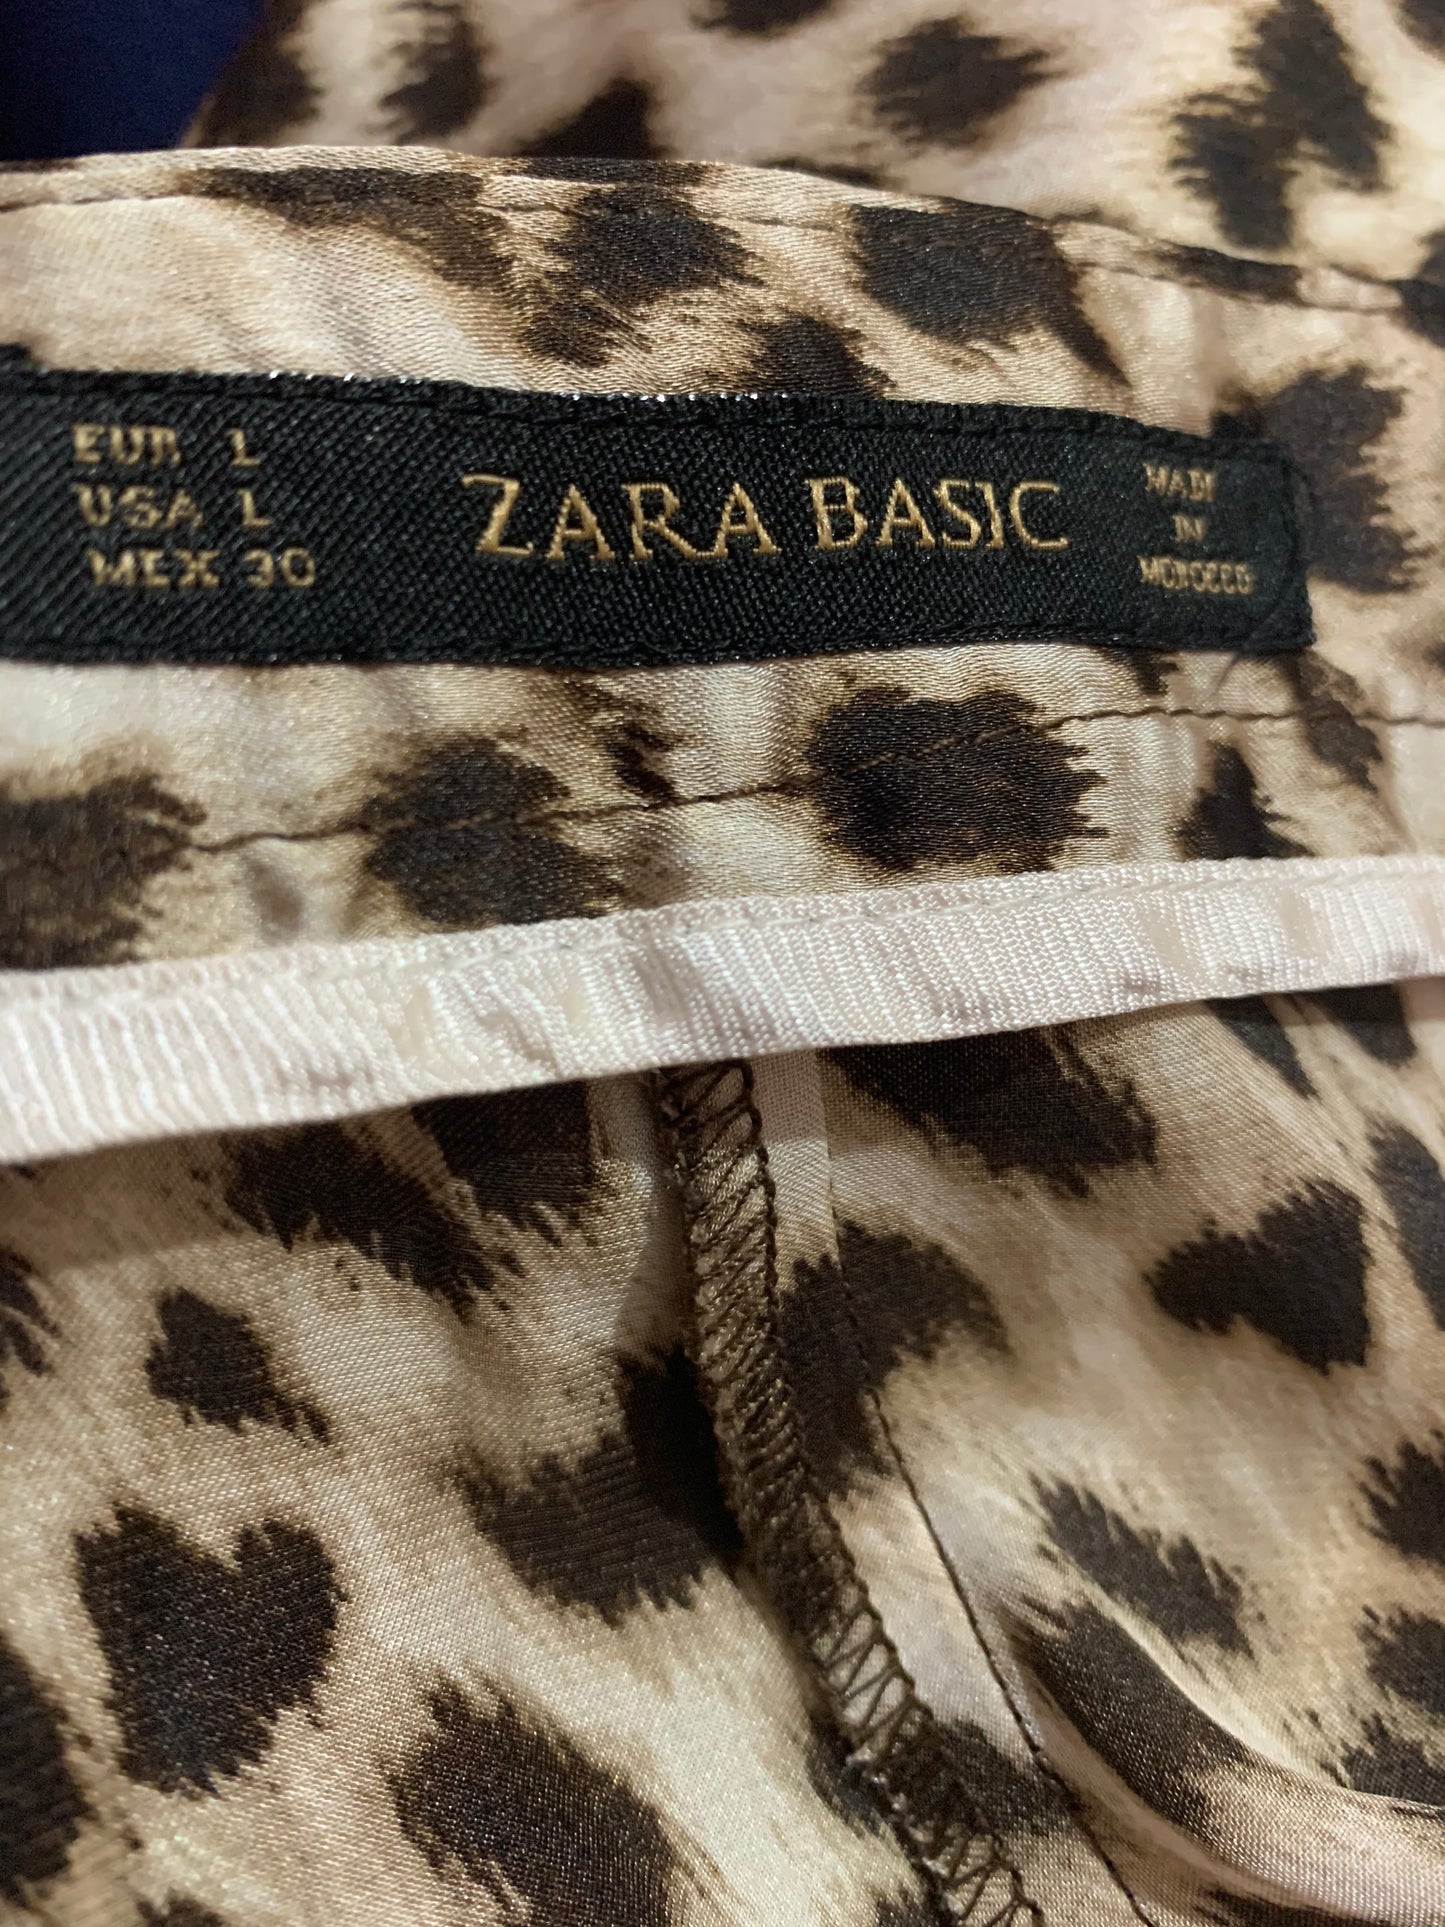 EUR L
USA L
MEX 30
ZARA BASIC
MADE
IN
MOROCCO